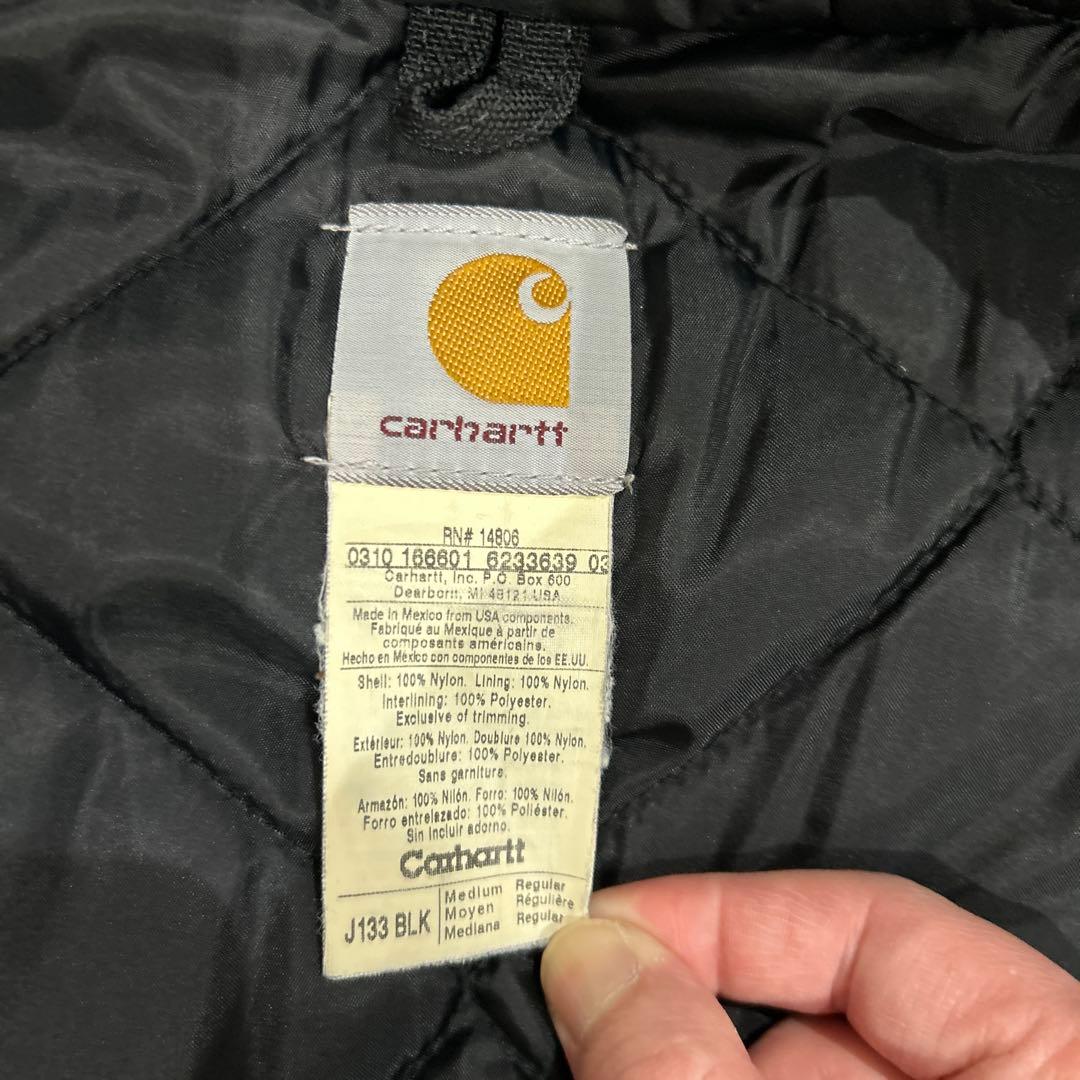 carhartt
RN# 14806
0310 166601 6233639 03
Carhartt, Inc. P.O. Box 600
Dearborn, MI 48121 USA
Made in Mexico from USA components.
Fabriqué au Mexique à partir de
composants américains.
Hecho en México con componentes de los EE.UU.
Shell: 100% Nylon. Lining: 100% Nylon.
Interlining: 100% Polyester.
Exclusive of trimming.
Extérieur: 100% Nylon. Doublure 100% Nylon.
Entredoublure: 100% Polyester.
Sans garniture.
Armazón: 100% Nilón. Forro: 100% Nilón.
Forro entrelazado: 100% Poliéster.
Sin incluir adorno.
Carhartt
J133 BLK
Medium Regular
Moyen Régulière
Mediana Regular